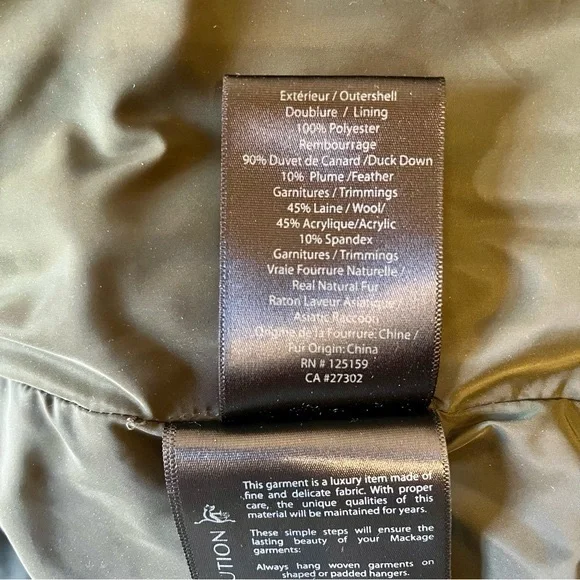 Extérieur / Outershell
Doublure / Lining
100% Polyester
Rembourrage
90% Duvet de Canard /Duck Down
10% Plume /Feather
Garnitures / Trimmings
45% Laine /Wool/
45% Acrylique/Acrylic
10% Spandex
Garnitures / Trimmings
Vraie Fourrure Naturelle /
Real Natural Fur
Raton Laveur Asiatique /
Asiatic Raccoon
Origine de la Fourrure: Chine /
Fur Origin: China
RN # 125159
CA #27302
UTION
This garment is a luxury item made of
fine and delicate fabric. With proper
care, the unique qualities of this
material will be maintained for years.
These simple steps will ensure the
lasting beauty of your Mackage
garments:
Always hang woven garments on
shaped or padded hangers.